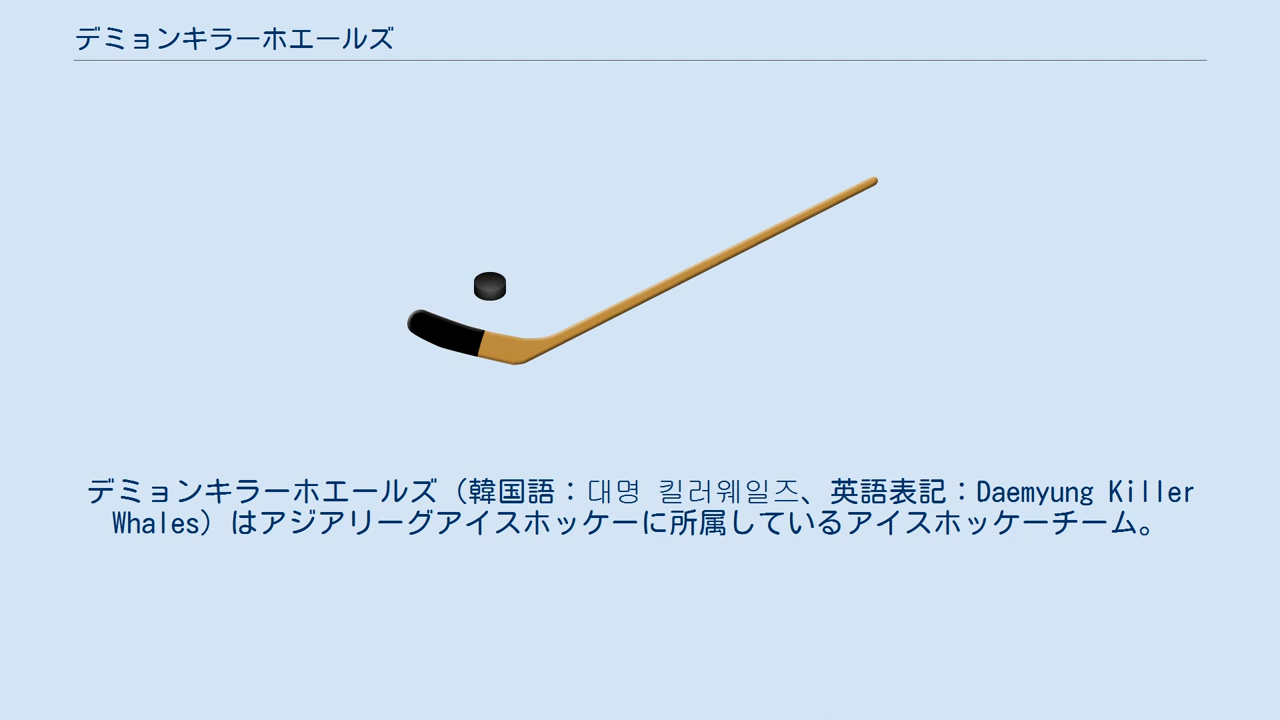 デミョンキラーホエールズ
デミョンキラーホエールズ（韓国語：대명 킬러웨일즈、英語表記：Daemyung Killer
Whales）はアジアリーグアイスホッケーに所属しているアイスホッケーチーム。